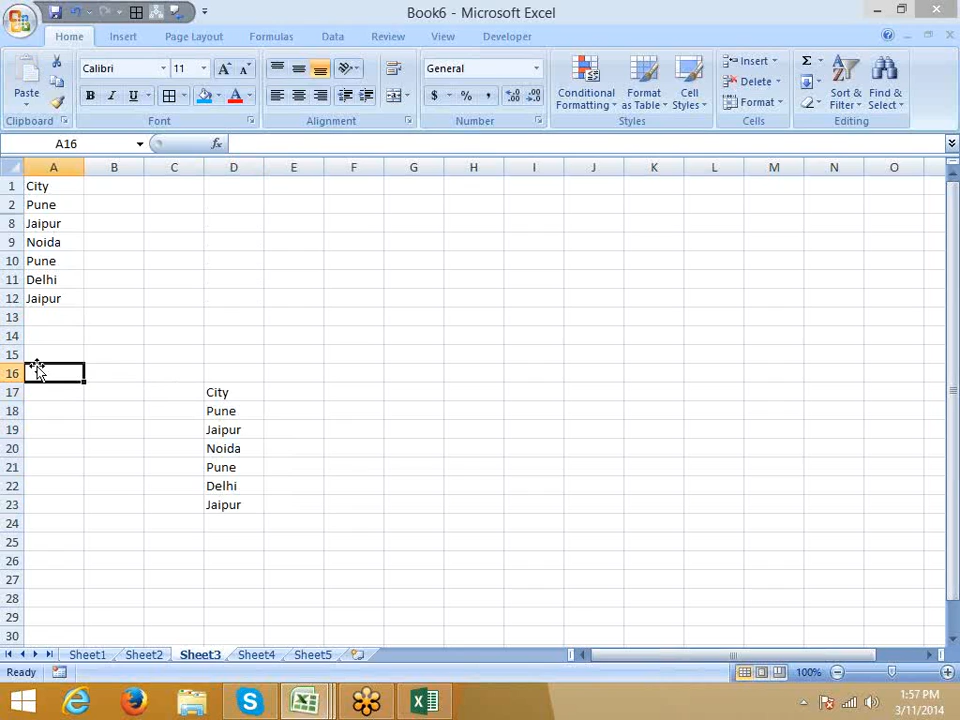 Book6 - Microsoft Excel
Home Insert Page Layout Formulas Data Review View Developer
Paste
Clipboard
Calibri 11
B I U
Font
Alignment
General
$ % ,
Number
Conditional Formatting
Format as Table
Cell Styles
Styles
Insert
Delete
Format
Cells
Sort & Filter
Find & Select
Editing
A16 fx
A B C D E F G H I J K L M N O
1 City
2 Pune
8 Jaipur
9 Noida
10 Pune
11 Delhi
12 Jaipur
13
14
15
16
17 City
18 Pune
19 Jaipur
20 Noida
21 Pune
22 Delhi
23 Jaipur
24
25
26
27
28
29
30
Sheet1 Sheet2 Sheet3 Sheet4 Sheet5
Ready 100%
1:57 PM
3/11/2014